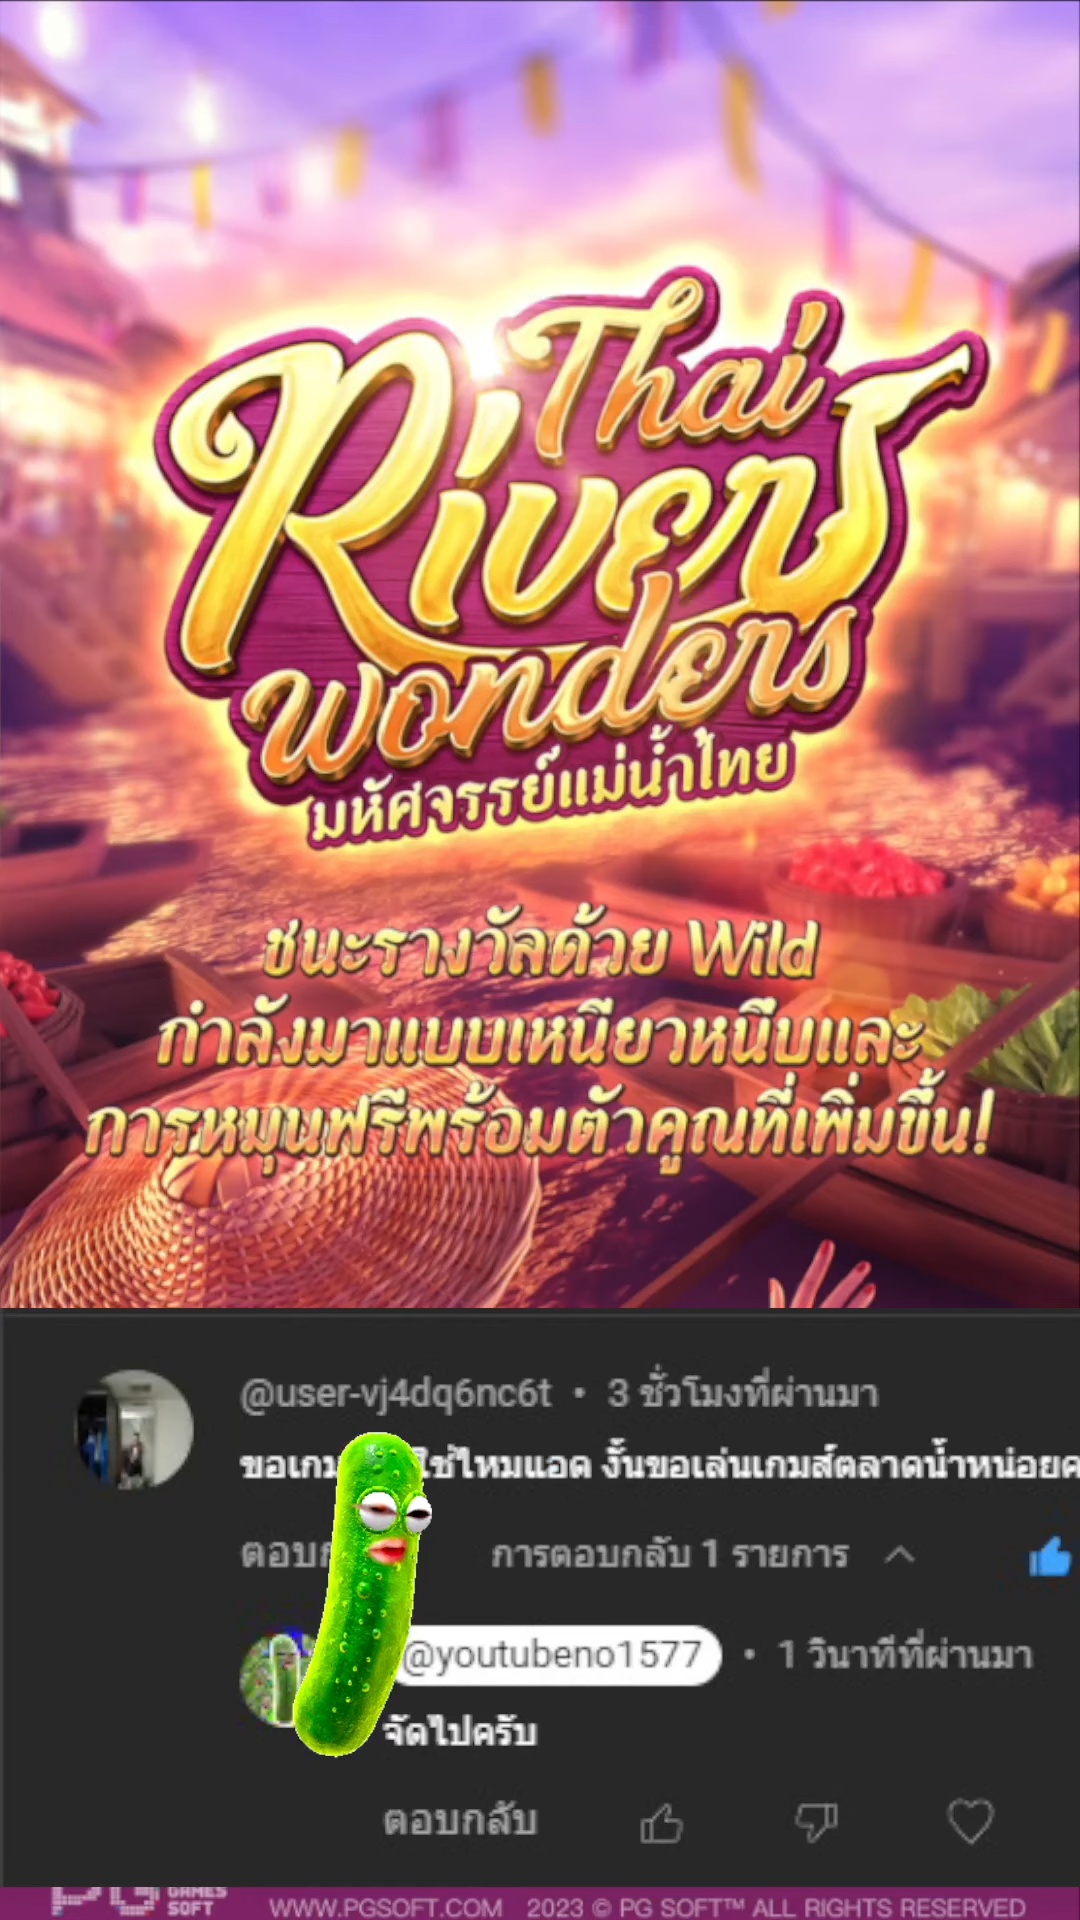 Thai
River
wonders
มหัศจรรย์แม่น้ำไทย
ชนะรางวัลด้วย Wild
กำลังมาแบบเหนียวหนึบและ
การหมุนฟรีพร้อมตัวคูณที่เพิ่มขึ้น!
@user-vj4dq6nc6t • 3 ชั่วโมงที่ผ่านมา
ขอเกม ใช่ไหมแอด งั้นขอเล่นเกมส์ตลาดน้ำหน่อยค
การตอบกลับ 1 รายการ
@youtubeno1577 • 1 วินาทีที่ผ่านมา
จัดไปครับ
ตอบกลับ
PG GAMES SOFT WWW.PGSOFT.COM 2023 © PG SOFT™ ALL RIGHTS RESERVED